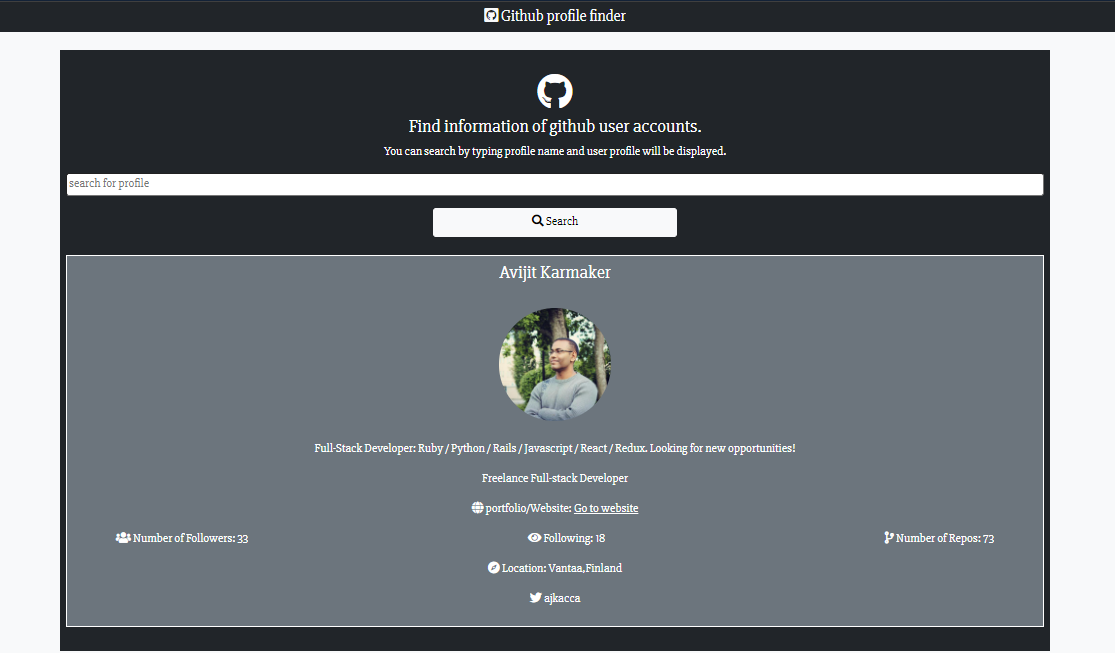 Github profile finder
Find information of github user accounts.
You can search by typing profile name and user profile will be displayed.
search for profile
Search
Avijit Karmaker
Full-Stack Developer: Ruby / Python / Rails / Javascript / React / Redux. Looking for new opportunities!
Freelance Full-stack Developer
portfolio/Website: Go to website
Number of Followers: 33 Following: 18 Number of Repos: 73
Location: Vantaa,Finland
ajkacca